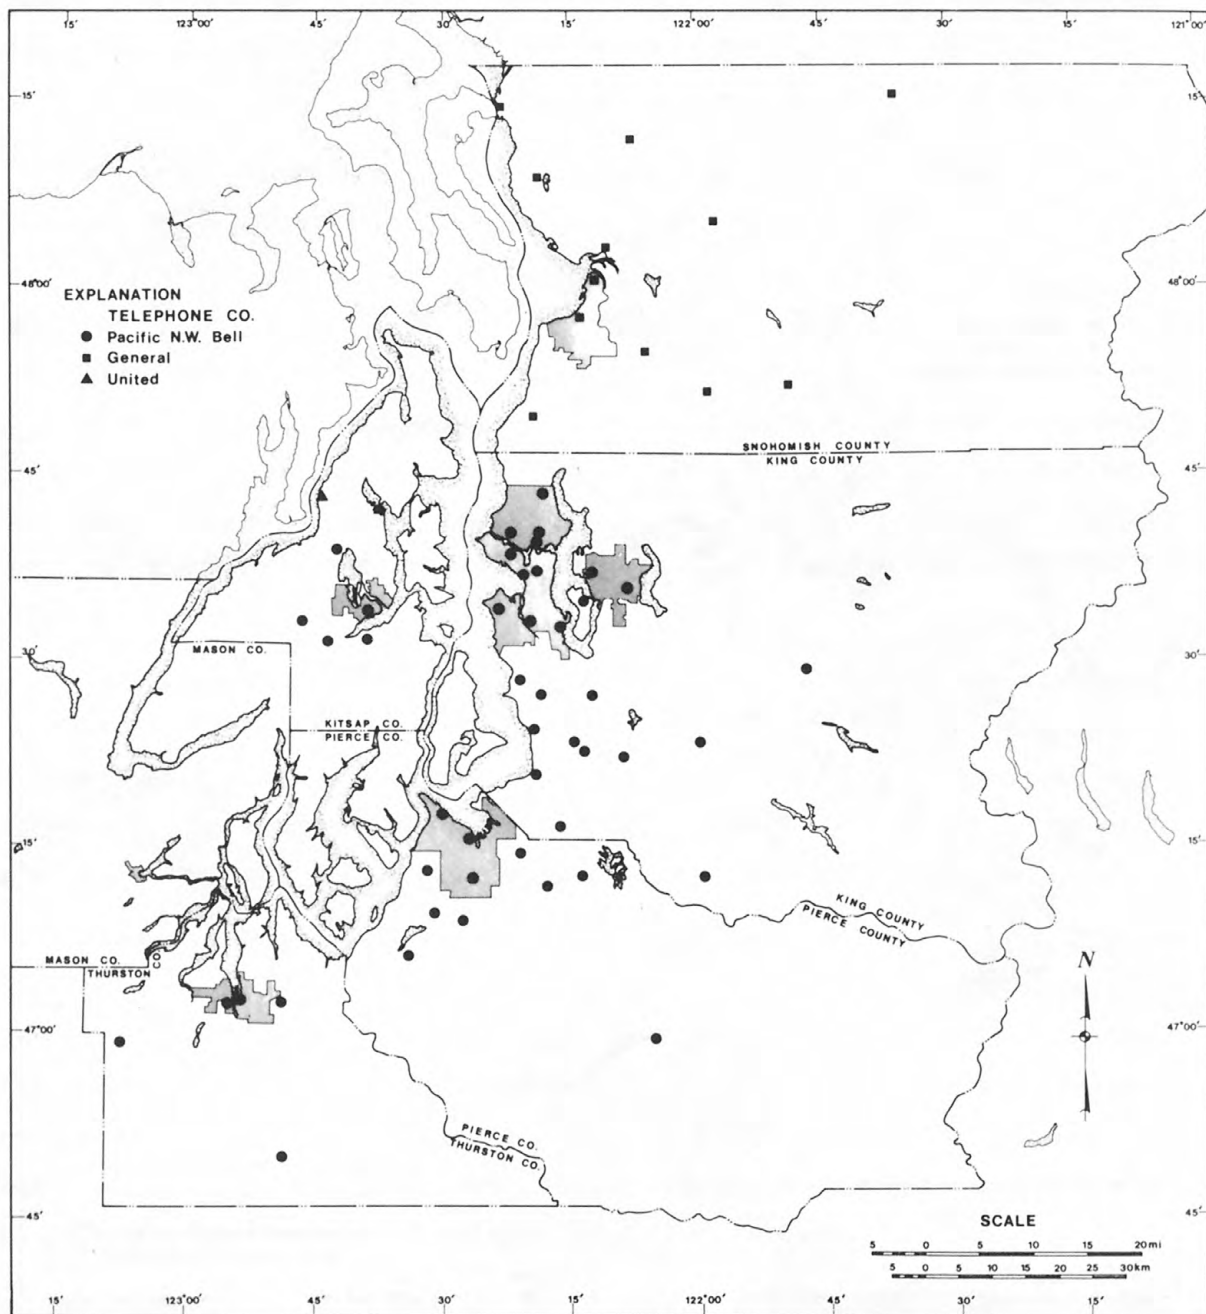 15' 123°00' 45' 30' 15' 122°00' 45' 30' 15' 121°00'
15' 15'
48°00' 48°00'
EXPLANATION
TELEPHONE CO.
Pacific N.W. Bell
General
United
SNOHOMISH COUNTY
KING COUNTY
45' 45'
30' 30'
MASON CO.
KITSAP CO.
PIERCE CO.
15' 15'
KING COUNTY
PIERCE COUNTY
MASON CO.
THURSTON CO.
N
47°00' 47°00'
PIERCE CO.
THURSTON CO.
45' 45'
SCALE
5 0 5 10 15 20 mi
5 0 5 10 15 20 25 30 km
15' 123°00' 45' 30' 15' 122°00' 45' 30' 15'